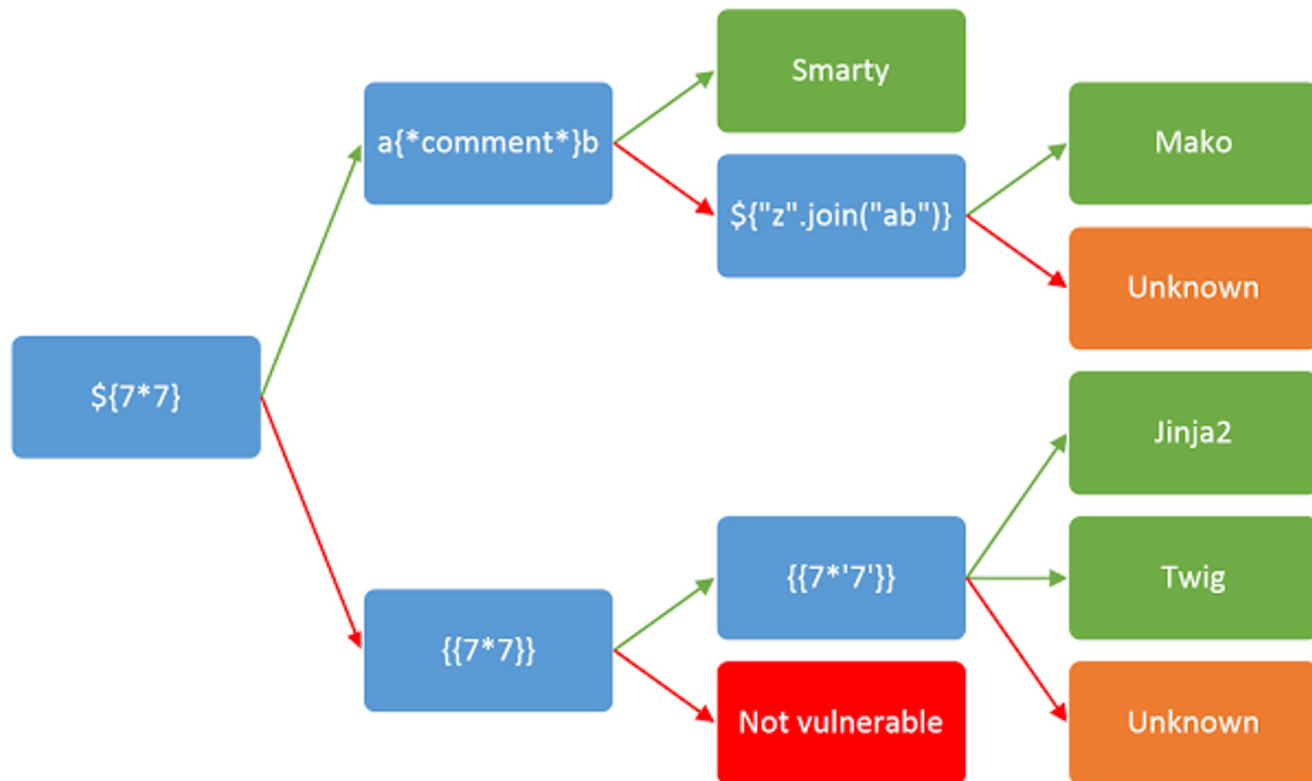 Smarty
a{*comment*}b
Mako
${"z".join("ab")}
Unknown
${7*7}
Jinja2
{{7*'7'}}
Twig
{{7*7}}
Not vulnerable
Unknown